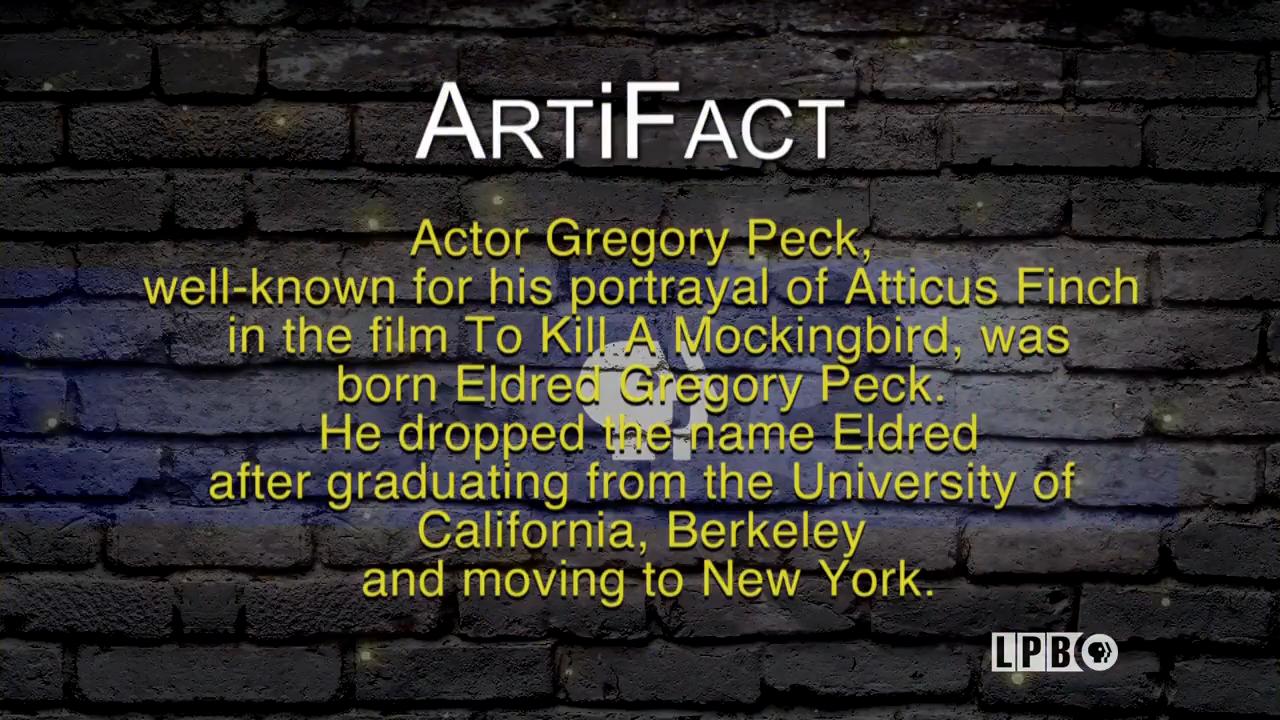 ARTiFACT
Actor Gregory Peck,
well-known for his portrayal of Atticus Finch
in the film To Kill A Mockingbird, was
born Eldred Gregory Peck.
He dropped the name Eldred
after graduating from the University of
California, Berkeley
and moving to New York.
LPB